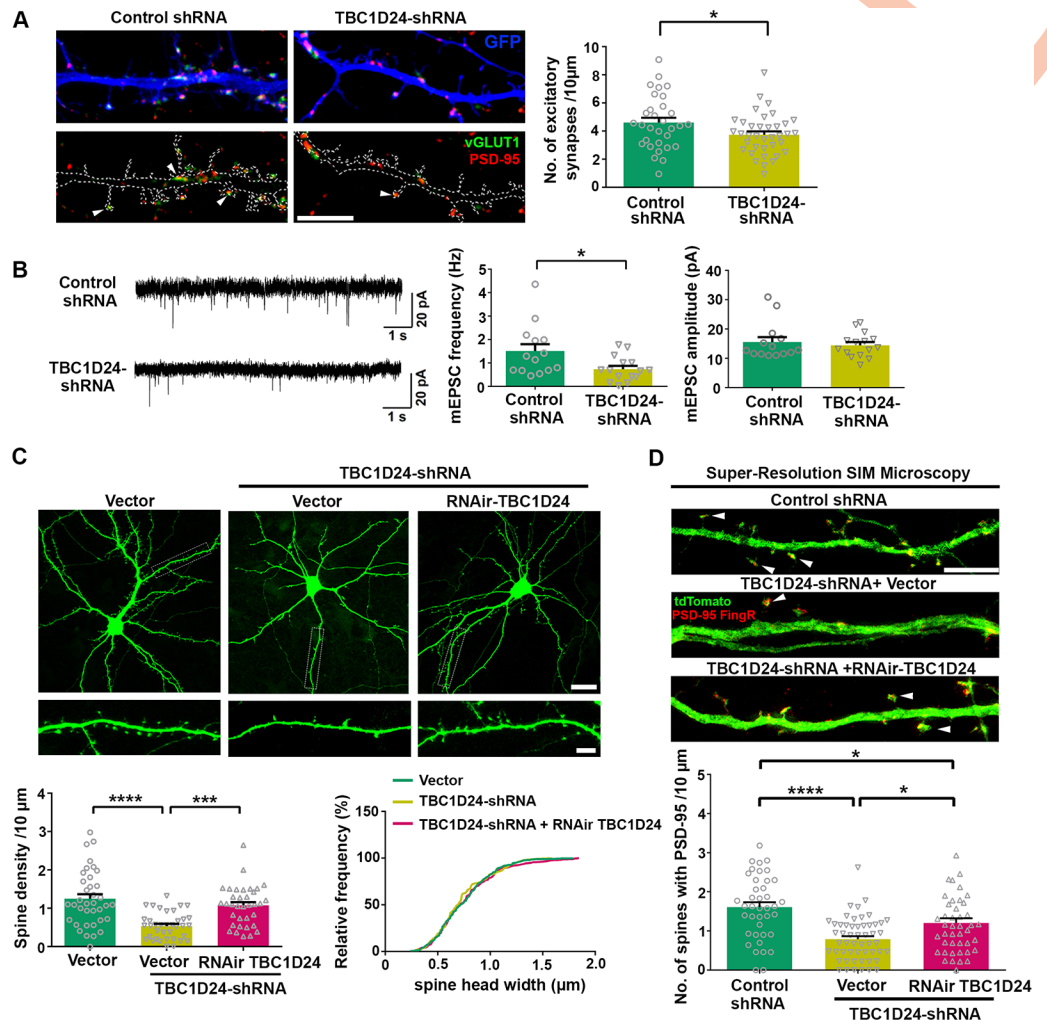 A
Control shRNA
TBC1D24-shRNA
GFP
vGLUT1
PSD-95
No. of excitatory
synapses /10µm
10
8
6
4
2
0
*
Control
shRNA
TBC1D24-
shRNA
B
Control
shRNA
20 pA
1 s
TBC1D24-
shRNA
20 pA
1 s
mEPSC frequency (Hz)
5
4
3
2
1
0
*
Control
shRNA
TBC1D24-
shRNA
mEPSC amplitude (pA)
40
30
20
10
0
Control
shRNA
TBC1D24-
shRNA
C
TBC1D24-shRNA
Vector
Vector
RNAir-TBC1D24
Spine density /10 µm
4
3
2
1
0
****
***
Vector
Vector
RNAir TBC1D24
TBC1D24-shRNA
Vector
TBC1D24-shRNA
TBC1D24-shRNA + RNAir TBC1D24
Relative frequency (%)
150
100
50
0
0.0
0.5
1.0
1.5
2.0
spine head width (µm)
D
Super-Resolution SIM Microscopy
Control shRNA
TBC1D24-shRNA+ Vector
tdTomato
PSD-95 FingR
TBC1D24-shRNA +RNAir-TBC1D24
No. of spines with PSD-95 /10 µm
5
4
3
2
1
0
*
****
*
Control
shRNA
Vector
RNAir TBC1D24
TBC1D24-shRNA